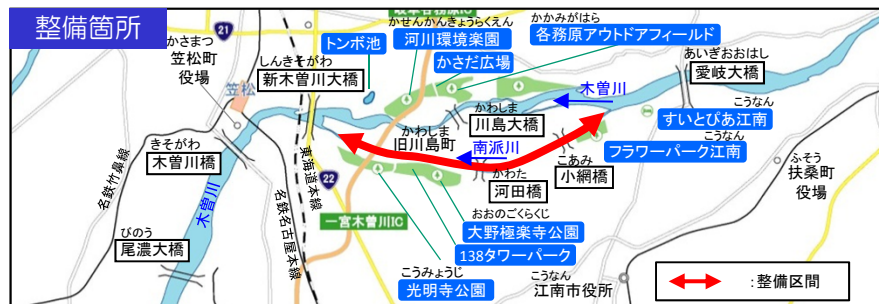 整備箇所
岐阜各務原IC
21
かさまつ
笠松町
役場
笠松
しんきそがわ
新木曽川大橋
トンボ池
かせんかんきょうらくえん
河川環境楽園
かさだ広場
かかみがはら
各務原アウトドアフィールド
あいぎおおはし
愛岐大橋
木曽川
かわしま
川島大橋
こうなん
すいとぴあ江南
こうなん
フラワーパーク江南
かわしま
旧川島町
南派川
こあみ
小網橋
かわた
河田橋
ふそう
扶桑町
役場
きそがわ
木曽川橋
名鉄竹鼻線
木曽川
びのう
尾濃大橋
名鉄名古屋本線
東海道本線
22
一宮木曽川IC
おおのごくらくじ
大野極楽寺公園
138タワーパーク
こうみょうじ
光明寺公園
こうなん
江南市役所
:整備区間